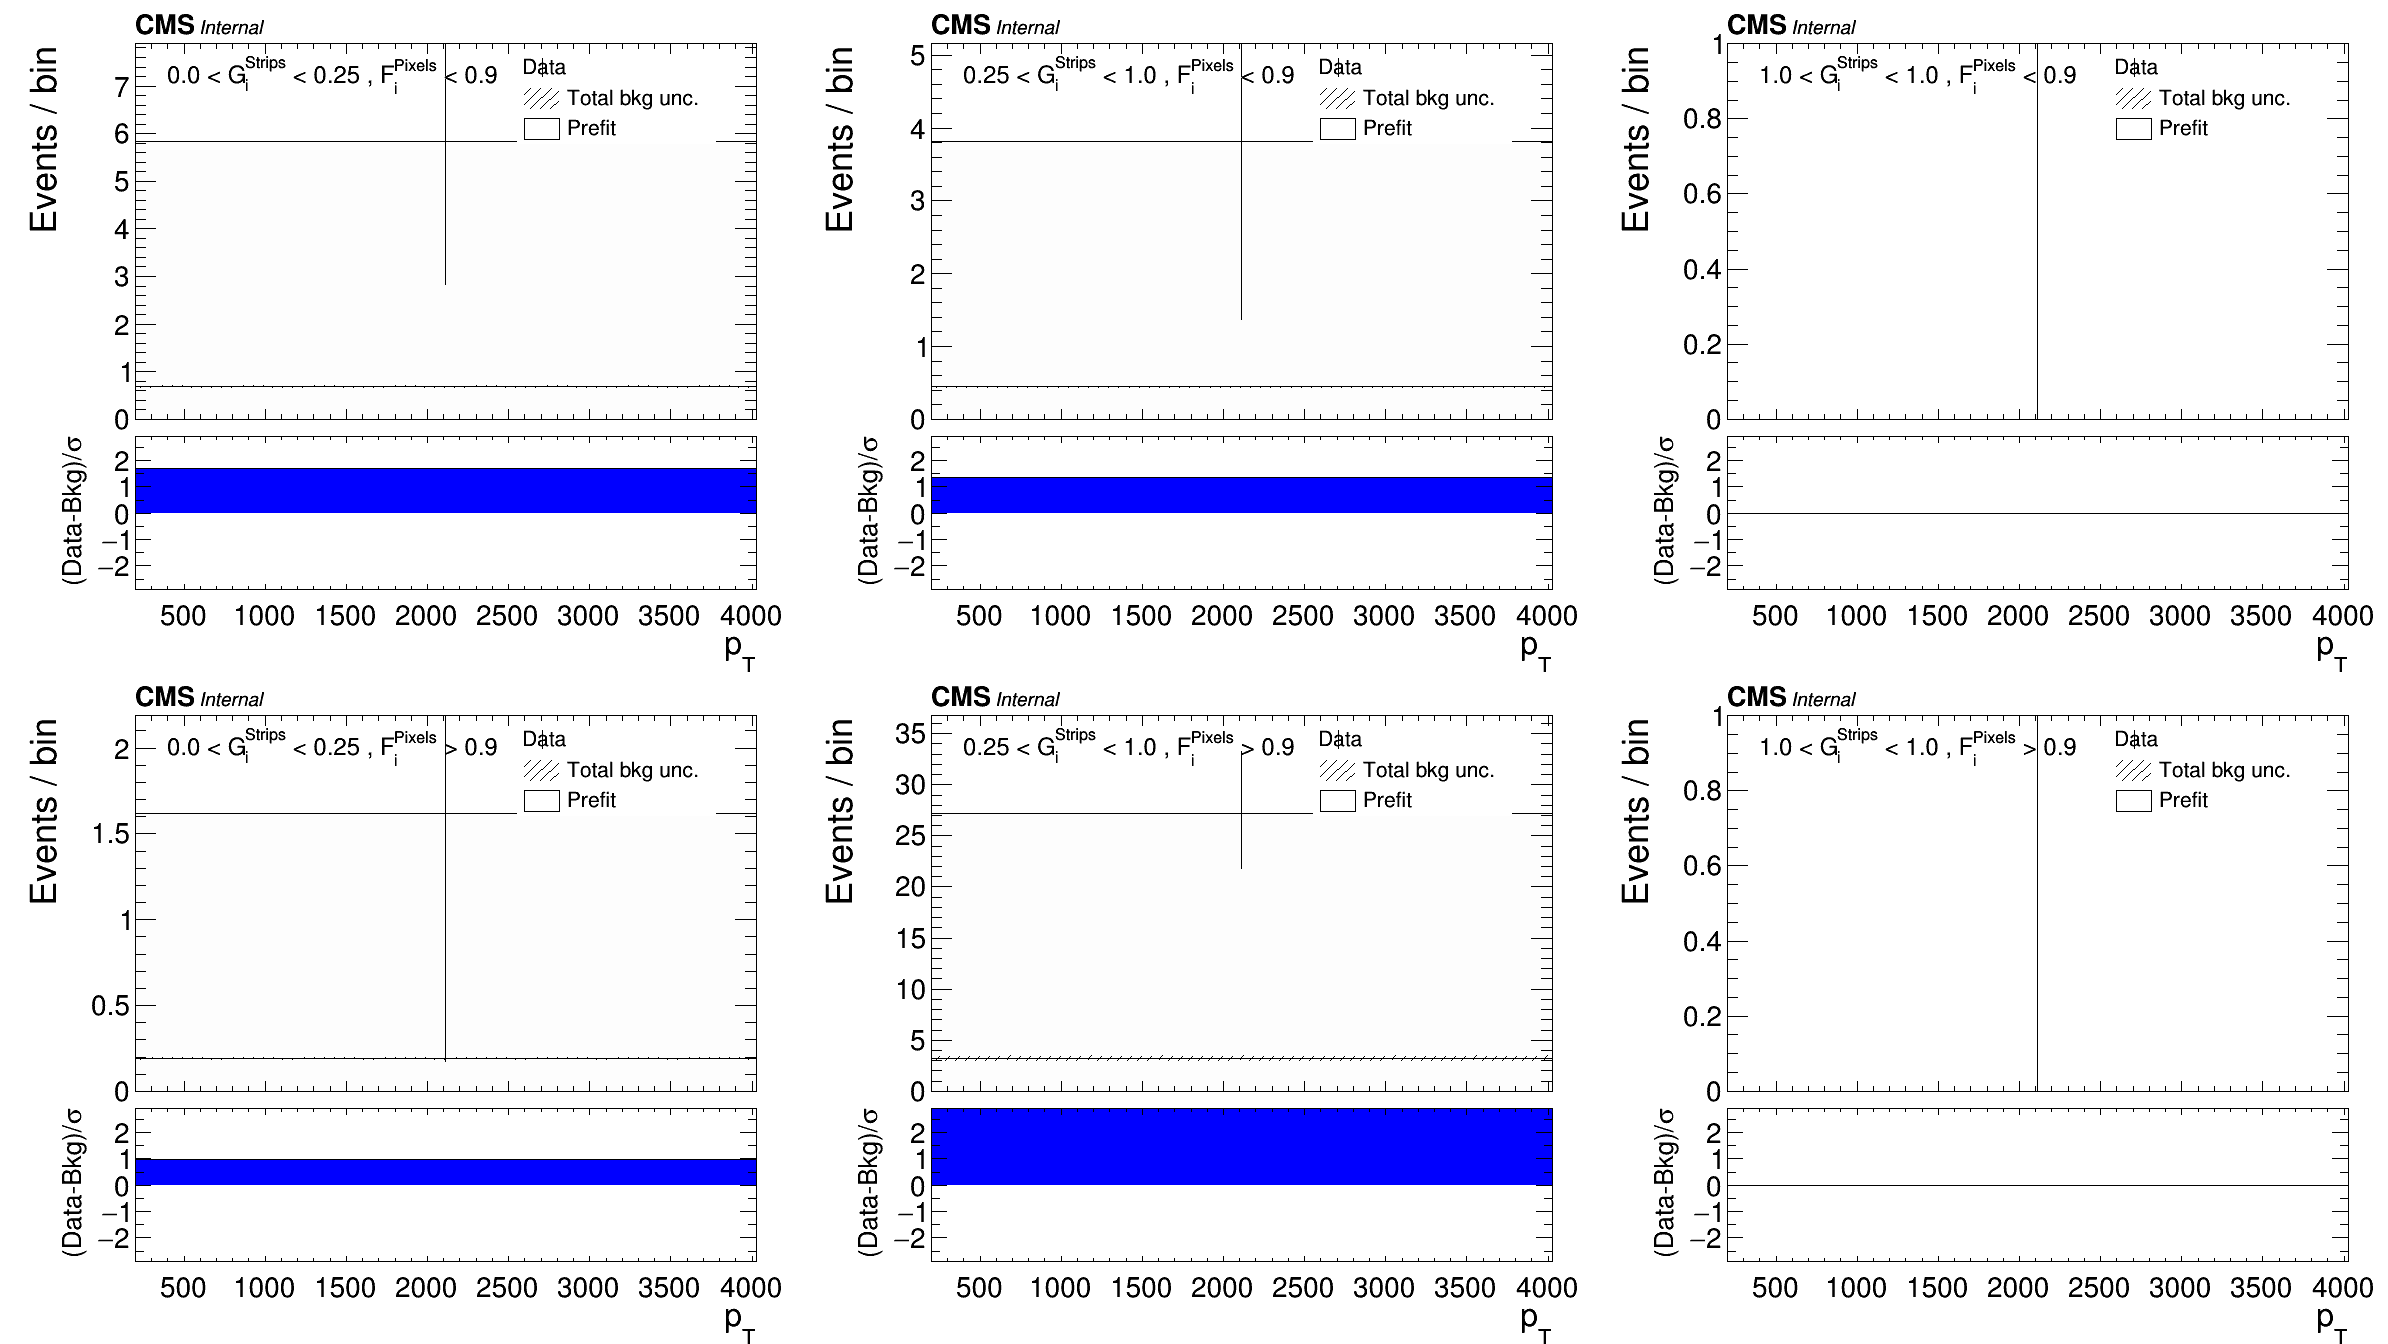 CMS Internal
Events / bin
0.0 < G_i^Strips < 0.25 , F_i^Pixels < 0.9
Data
Total bkg unc.
Prefit
7
6
5
4
3
2
1
0
(Data-Bkg)/σ
2
1
0
−1
−2
500 1000 1500 2000 2500 3000 3500 4000
p_T
CMS Internal
Events / bin
0.25 < G_i^Strips < 1.0 , F_i^Pixels < 0.9
Data
Total bkg unc.
Prefit
5
4
3
2
1
0
(Data-Bkg)/σ
2
1
0
−1
−2
500 1000 1500 2000 2500 3000 3500 4000
p_T
CMS Internal
Events / bin
1.0 < G_i^Strips < 1.0 , F_i^Pixels < 0.9
Data
Total bkg unc.
Prefit
1
0.8
0.6
0.4
0.2
0
(Data-Bkg)/σ
2
1
0
−1
−2
500 1000 1500 2000 2500 3000 3500 4000
p_T
CMS Internal
Events / bin
0.0 < G_i^Strips < 0.25 , F_i^Pixels > 0.9
Data
Total bkg unc.
Prefit
2
1.5
1
0.5
0
(Data-Bkg)/σ
2
1
0
−1
−2
500 1000 1500 2000 2500 3000 3500 4000
p_T
CMS Internal
Events / bin
0.25 < G_i^Strips < 1.0 , F_i^Pixels > 0.9
Data
Total bkg unc.
Prefit
35
30
25
20
15
10
5
0
(Data-Bkg)/σ
2
1
0
−1
−2
500 1000 1500 2000 2500 3000 3500 4000
p_T
CMS Internal
Events / bin
1.0 < G_i^Strips < 1.0 , F_i^Pixels > 0.9
Data
Total bkg unc.
Prefit
1
0.8
0.6
0.4
0.2
0
(Data-Bkg)/σ
2
1
0
−1
−2
500 1000 1500 2000 2500 3000 3500 4000
p_T